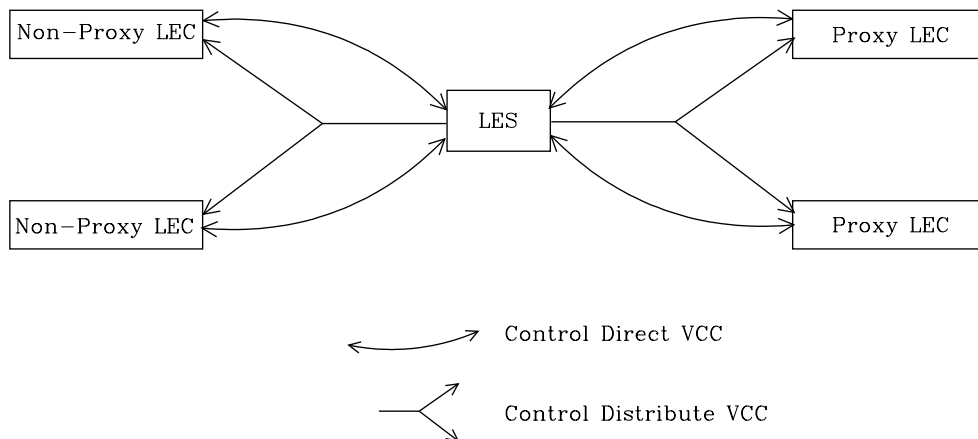 Non-Proxy LEC
Proxy LEC
LES
Non-Proxy LEC
Proxy LEC
Control Direct VCC
Control Distribute VCC